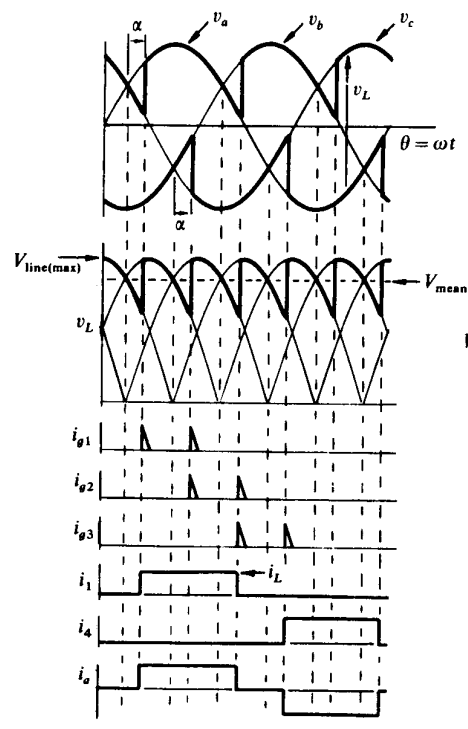 α
v_a
v_b
v_c
v_L
θ = ωt
α
V_line(max)
V_mean
v_L
i_g1
i_g2
i_g3
i_1
i_L
i_4
i_a